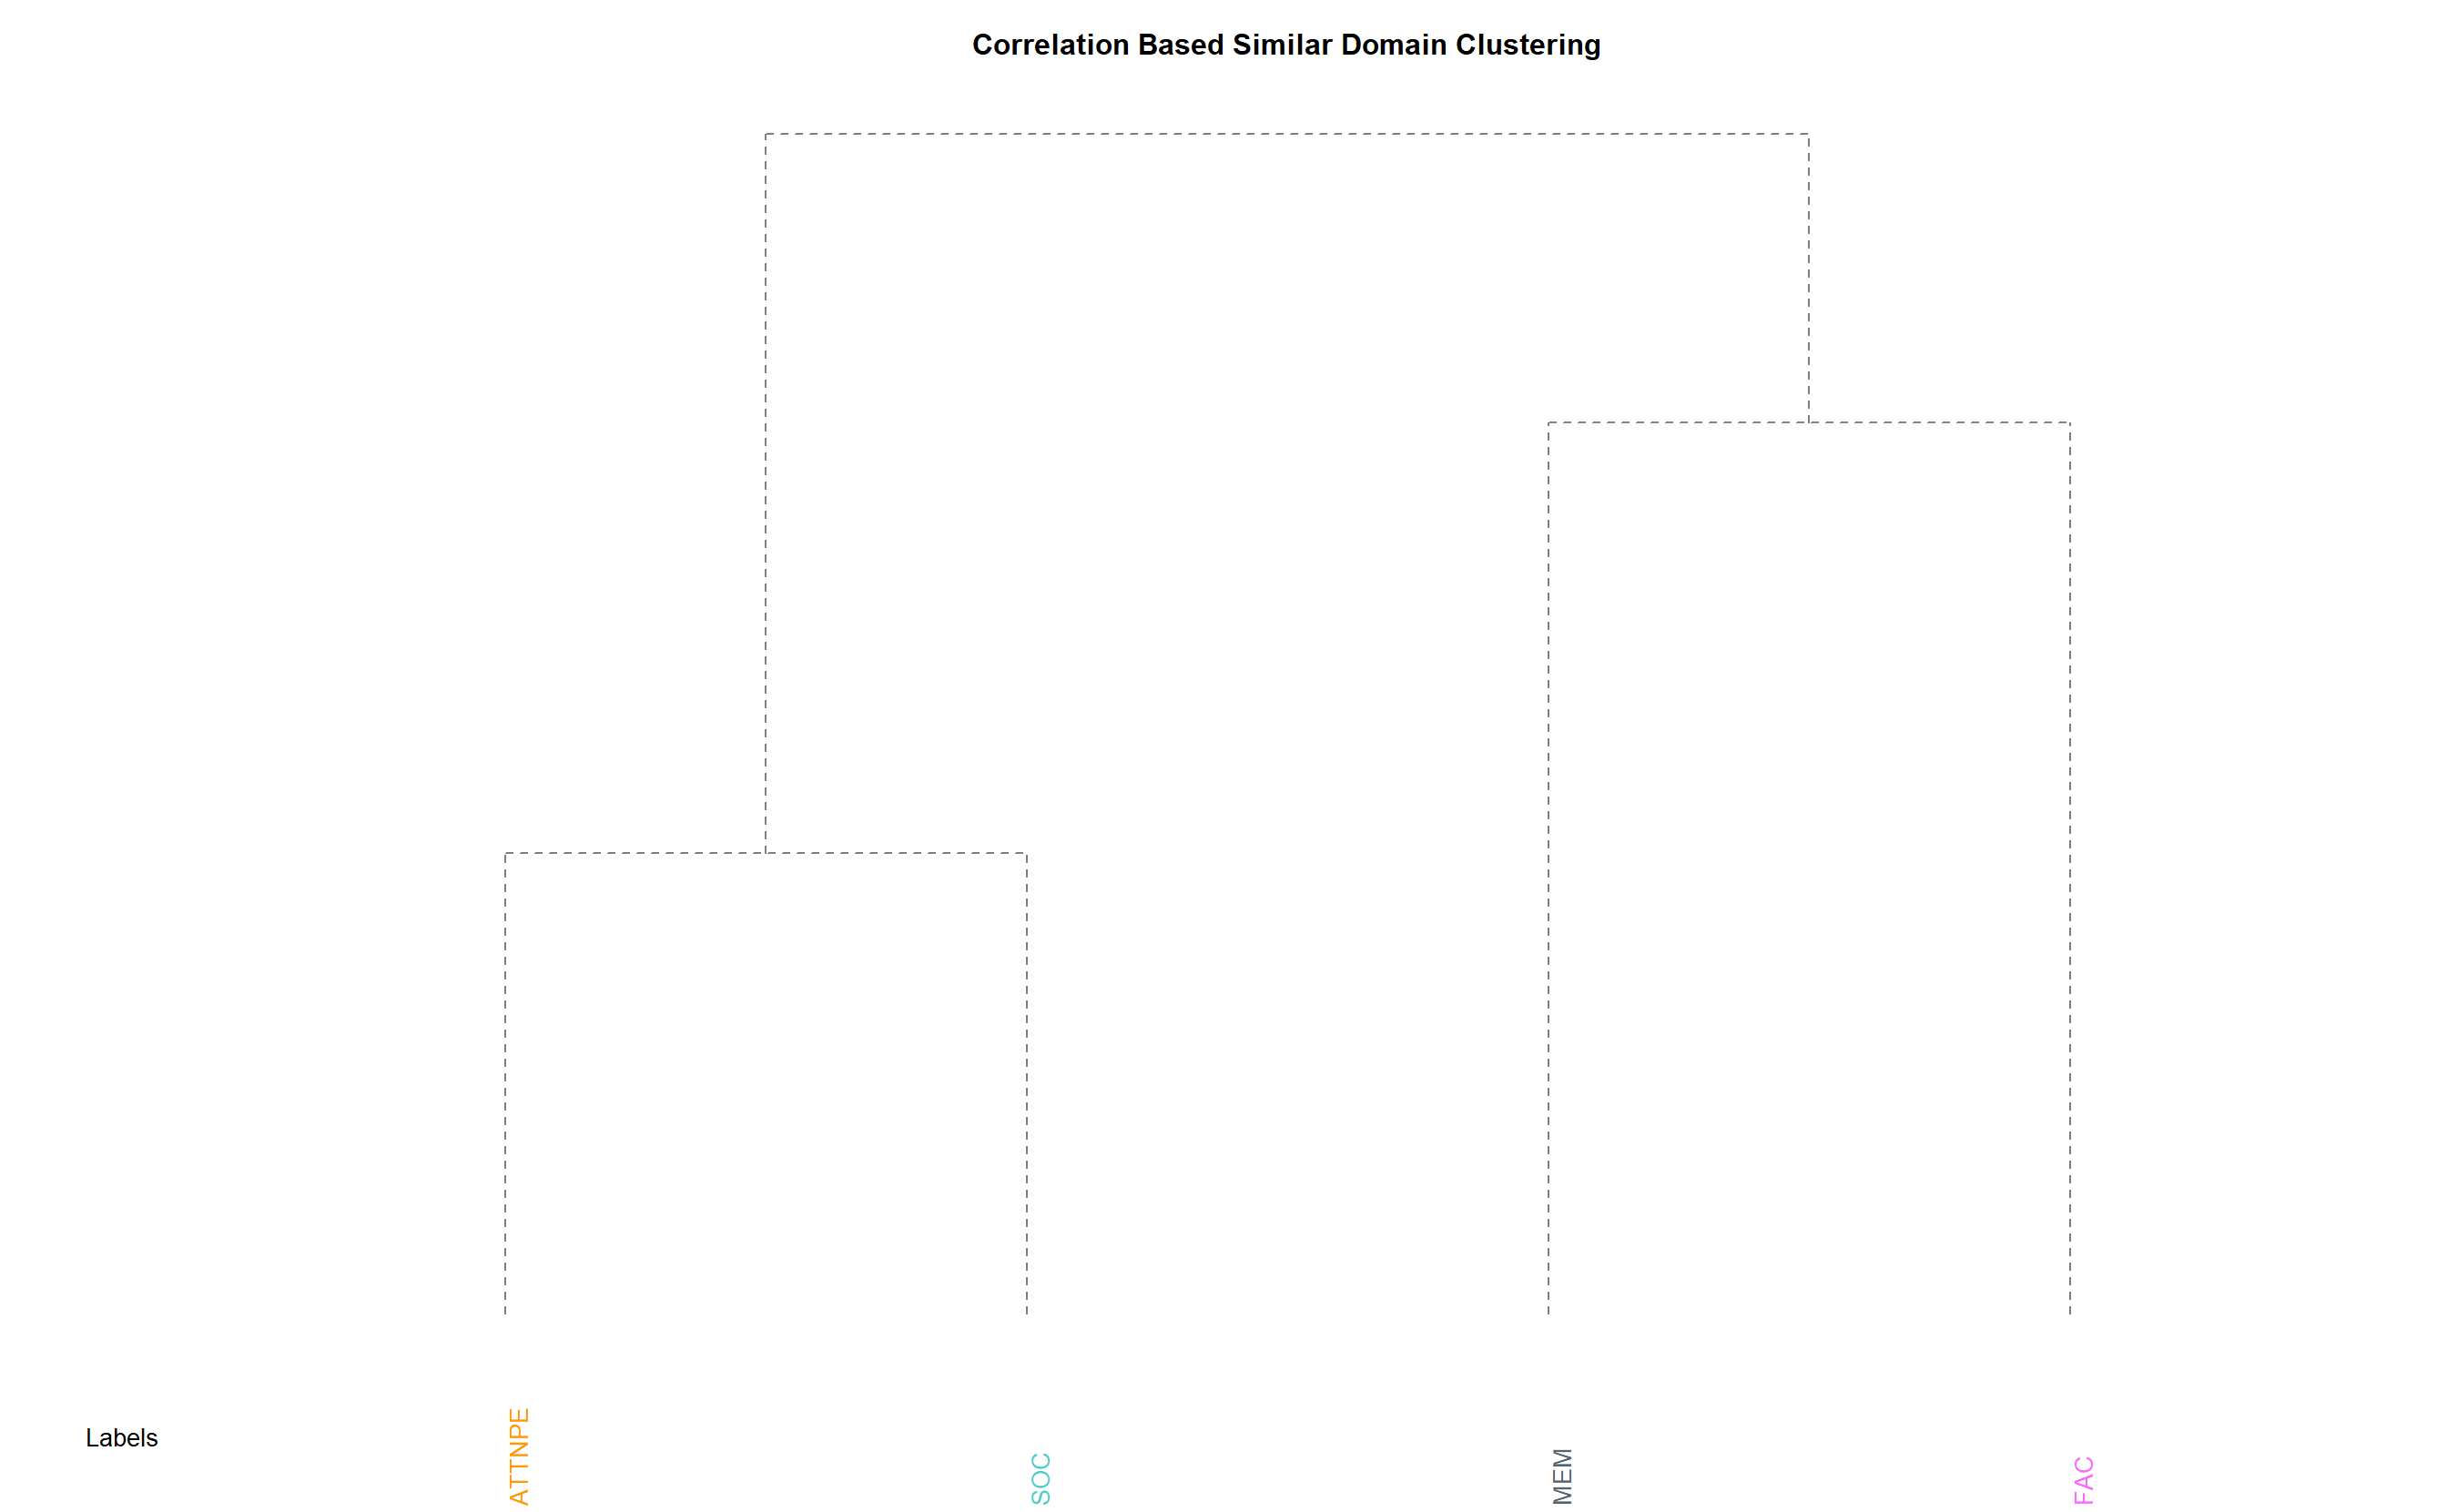 Correlation Based Similar Domain Clustering
Labels
ATTNPE
SOC
MEM
FAC